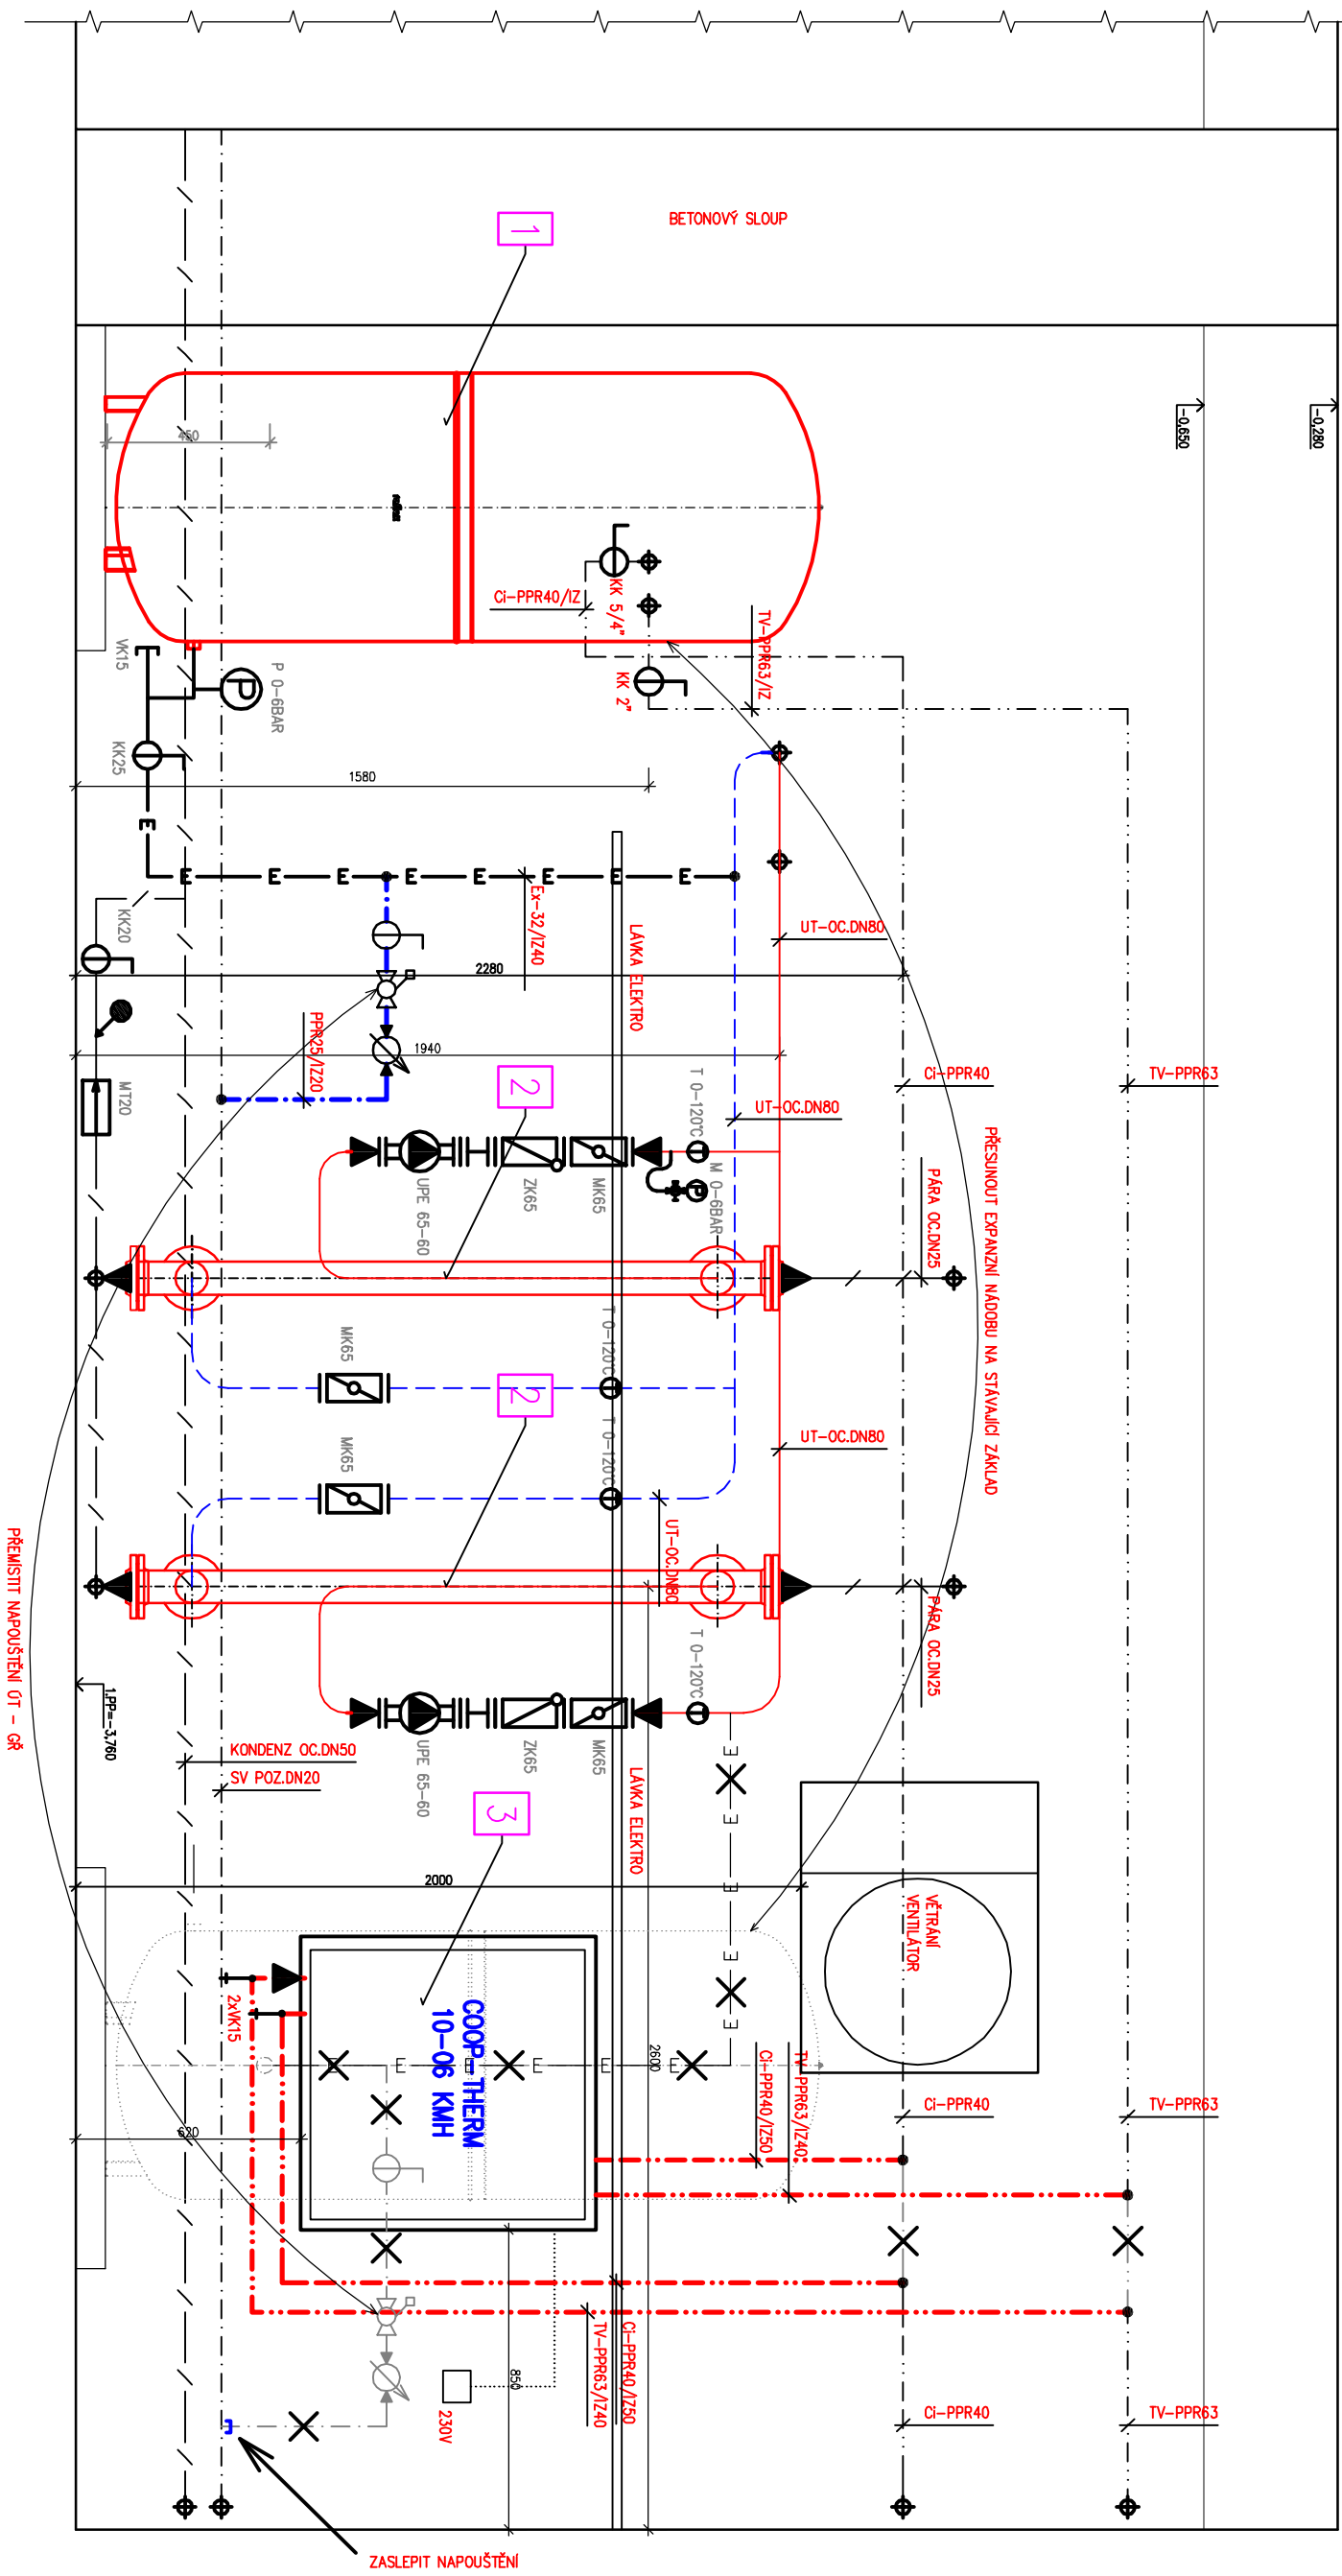 BETONOVÝ SLOUP
1
-0,650
-0,280
450
Ci-PPR40/IZ
KK 5/4"
TV-PPR63/IZ
KK 2"
VK15
P 0-6BAR
P
KK25
1580
E
E E E E E E E E
Ex-32/IZ40
KK20
LÁVKA ELEKTRO
UT-OC.DN80
2280
PPR25/IZ20
1940
MT20
2
T 0-120°C
UT-OC.DN80
Ci-PPR40
TV-PPR63
M 0-6BAR
P
UPE 65-60
ZK65
MK65
PÁRA OC.DN25
PŘESUNOUT EXPANZNÍ NÁDOBU NA STÁVAJÍCÍ ZÁKLAD
MK65
T 0-120°C
2
MK65
T 0-120°C
UT-OC.DN80
UT-OC.DN80
PÁRA OC.DN25
T 0-120°C
PŘEMÍSTIT NAPOUŠTĚNÍ ÚT - GŘ
1.PP=-3,760
KONDENZ OC.DN50
SV POZ.DN20
UPE 65-60
ZK65
MK65
LÁVKA ELEKTRO
3
E E E E E
2000
VĚTRÁNÍ
VENTILÁTOR
2xVK15
COOP-THERM
10-06 KMH
E E E E E
2600
Ci-PPR40/IZ50
TV-PPR63/IZ40
620
Ci-PPR40
TV-PPR63
850
230V
TV-PPR63/IZ40
Ci-PPR40/IZ50
Ci-PPR40
TV-PPR63
ZASLEPIT NAPOUŠTĚNÍ